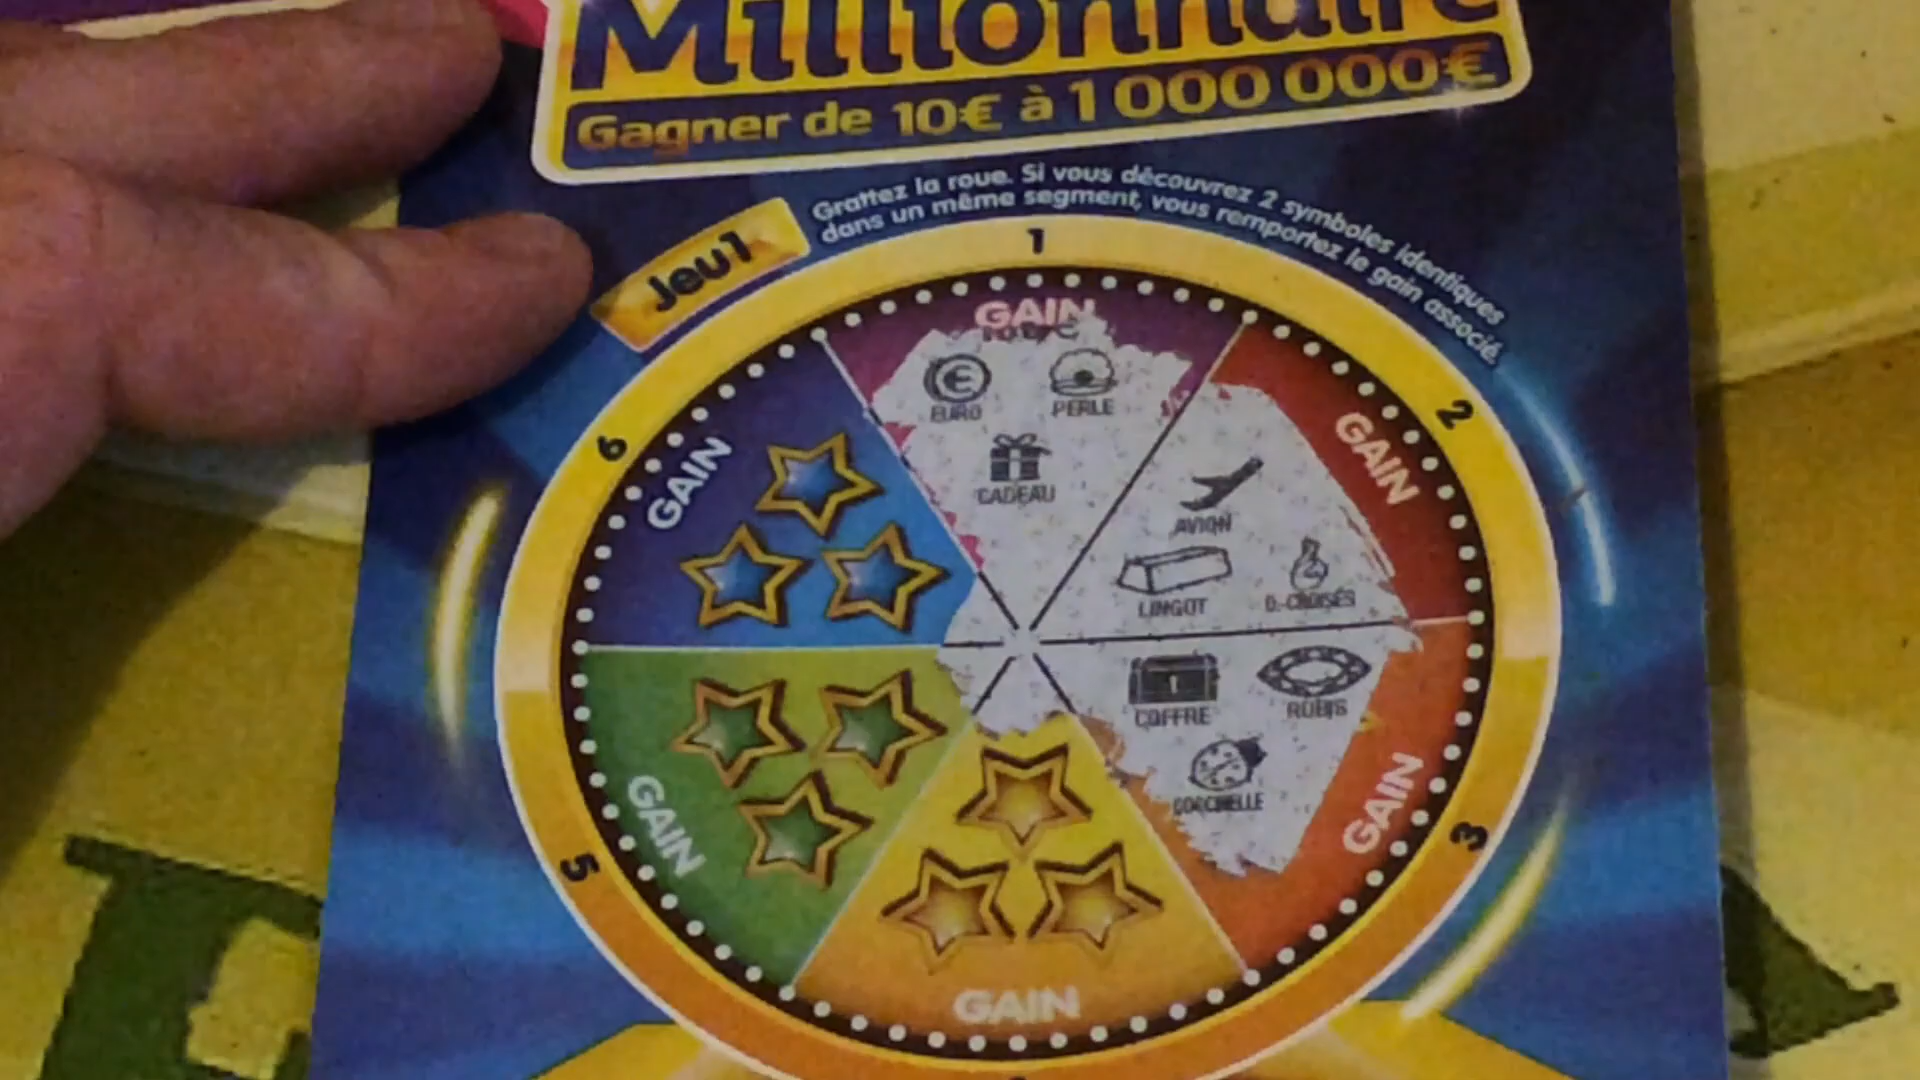 Millionnaire
Gagner de 10€ à 1 000 000€
Grattez la roue. Si vous découvrez 2 symboles identiques
dans un même segment, vous remportez le gain associé.
Jeu 1
1
GAIN
EURO
PERLE
CADEAU
2
GAIN
AVION
LINGOT
D.-CROISÉS
3
GAIN
COFFRE
RUBIS
COCCINELLE
GAIN
5
GAIN
6
GAIN